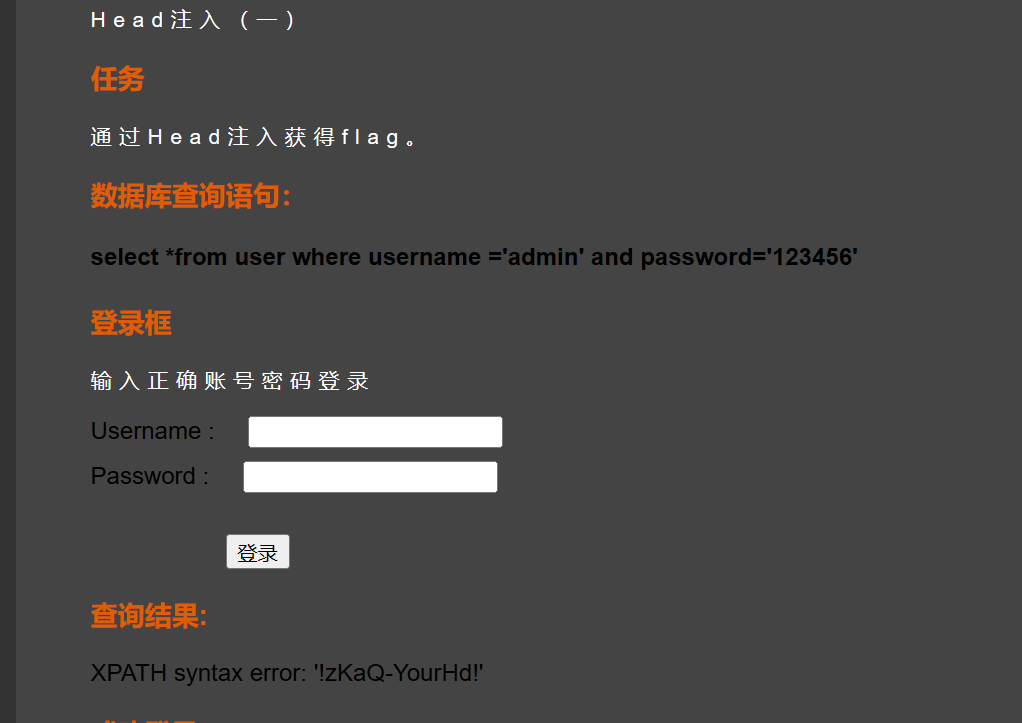 Head注入（一）
任务
通过Head注入获得flag。
数据库查询语句：
select *from user where username ='admin' and password='123456'
登录框
输入正确账号密码登录
Username :
Password :
登录
查询结果:
XPATH syntax error: '!zKaQ-YourHd!'